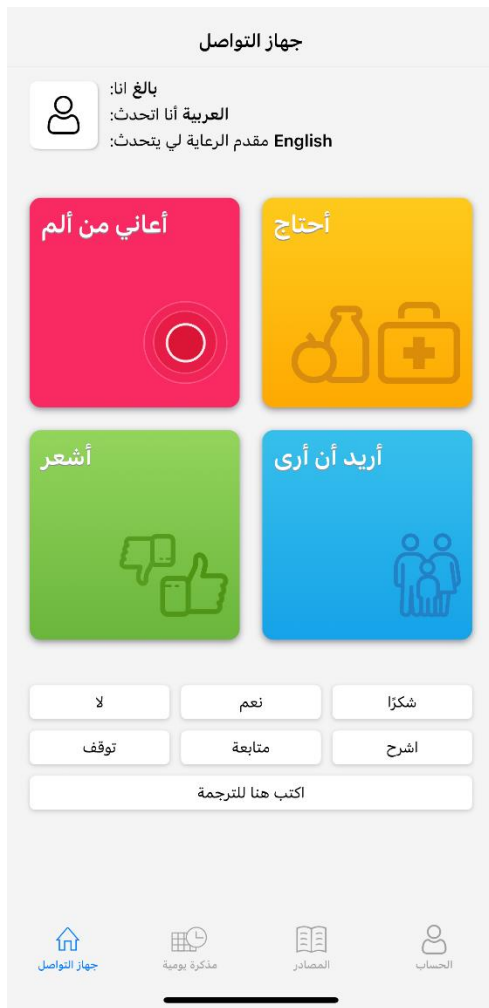 جهاز التواصل
انا: بالغ
أنا اتحدث: العربية
مقدم الرعاية لي يتحدث: English
أحتاج
أعاني من ألم
أريد أن أرى
أشعر
شكرًا
نعم
لا
اشرح
متابعة
توقف
اكتب هنا للترجمة
الحساب
المصادر
مذكرة يومية
جهاز التواصل